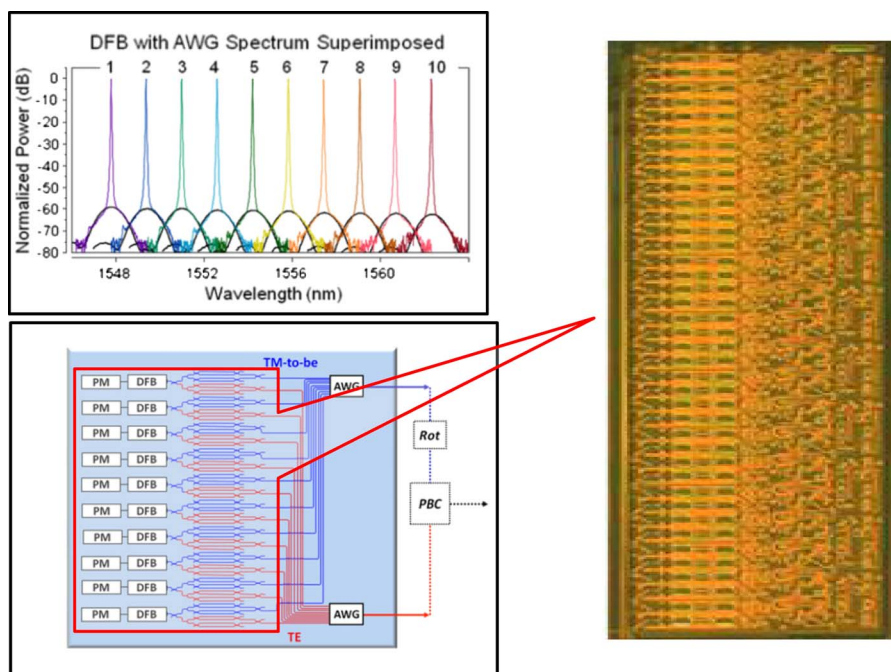 DFB with AWG Spectrum Superimposed
1 2 3 4 5 6 7 8 9 10
Normalized Power (dB)
0
-10
-20
-30
-40
-50
-60
-70
-80
1548 1552 1556 1560
Wavelength (nm)
TM-to-be
PM DFB AWG
PM DFB
PM DFB Rot
PM DFB
PM DFB PBC
PM DFB
PM DFB
PM DFB
PM DFB
PM DFB AWG
TE